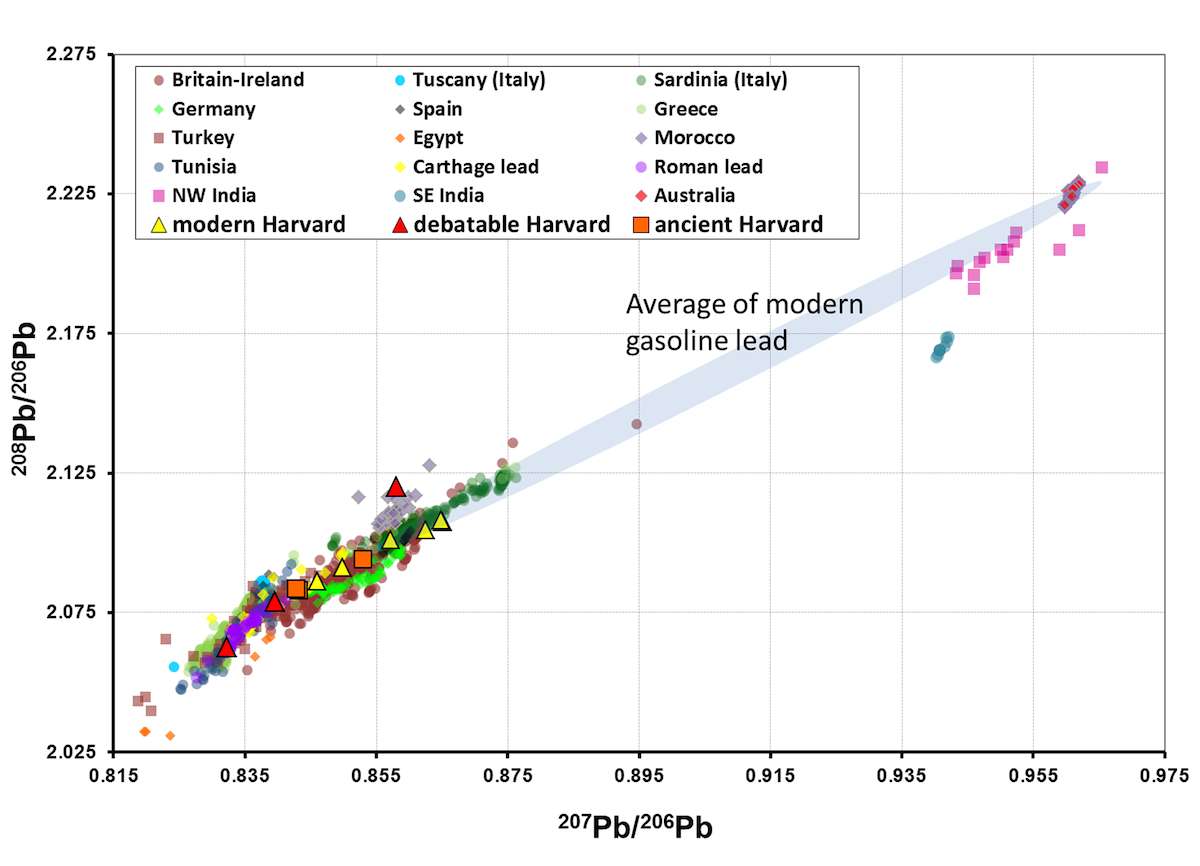 2.275
Britain-Ireland Tuscany (Italy) Sardinia (Italy)
Germany Spain Greece
Turkey Egypt Morocco
Tunisia Carthage lead Roman lead
NW India SE India Australia
modern Harvard debatable Harvard ancient Harvard
2.225
Average of modern
gasoline lead
2.175
2.125
2.075
2.025
²⁰⁸Pb/²⁰⁶Pb
0.815 0.835 0.855 0.875 0.895 0.915 0.935 0.955 0.975
²⁰⁷Pb/²⁰⁶Pb